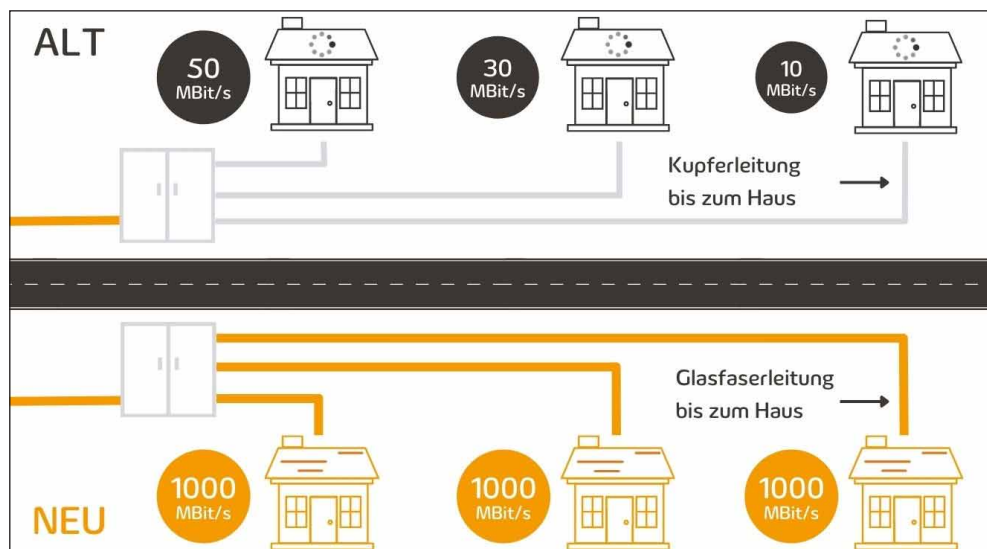 ALT
50
MBit/s
30
MBit/s
10
MBit/s
Kupferleitung
bis zum Haus
Glasfaserleitung
bis zum Haus
1000
MBit/s
1000
MBit/s
1000
MBit/s
NEU